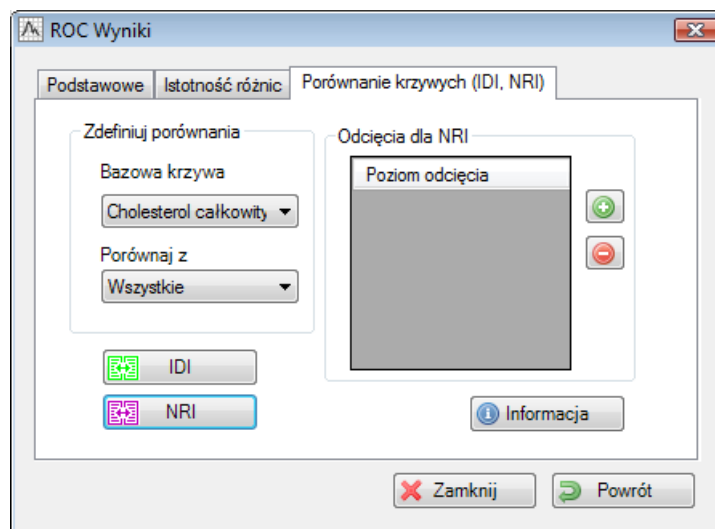 ROC Wyniki
Podstawowe
Istotność różnic
Porównanie krzywych (IDI, NRI)
Zdefiniuj porównania
Bazowa krzywa
Cholesterol całkowity
Porównaj z
Wszystkie
IDI
NRI
Odcięcia dla NRI
Poziom odcięcia
Informacja
Zamknij
Powrót